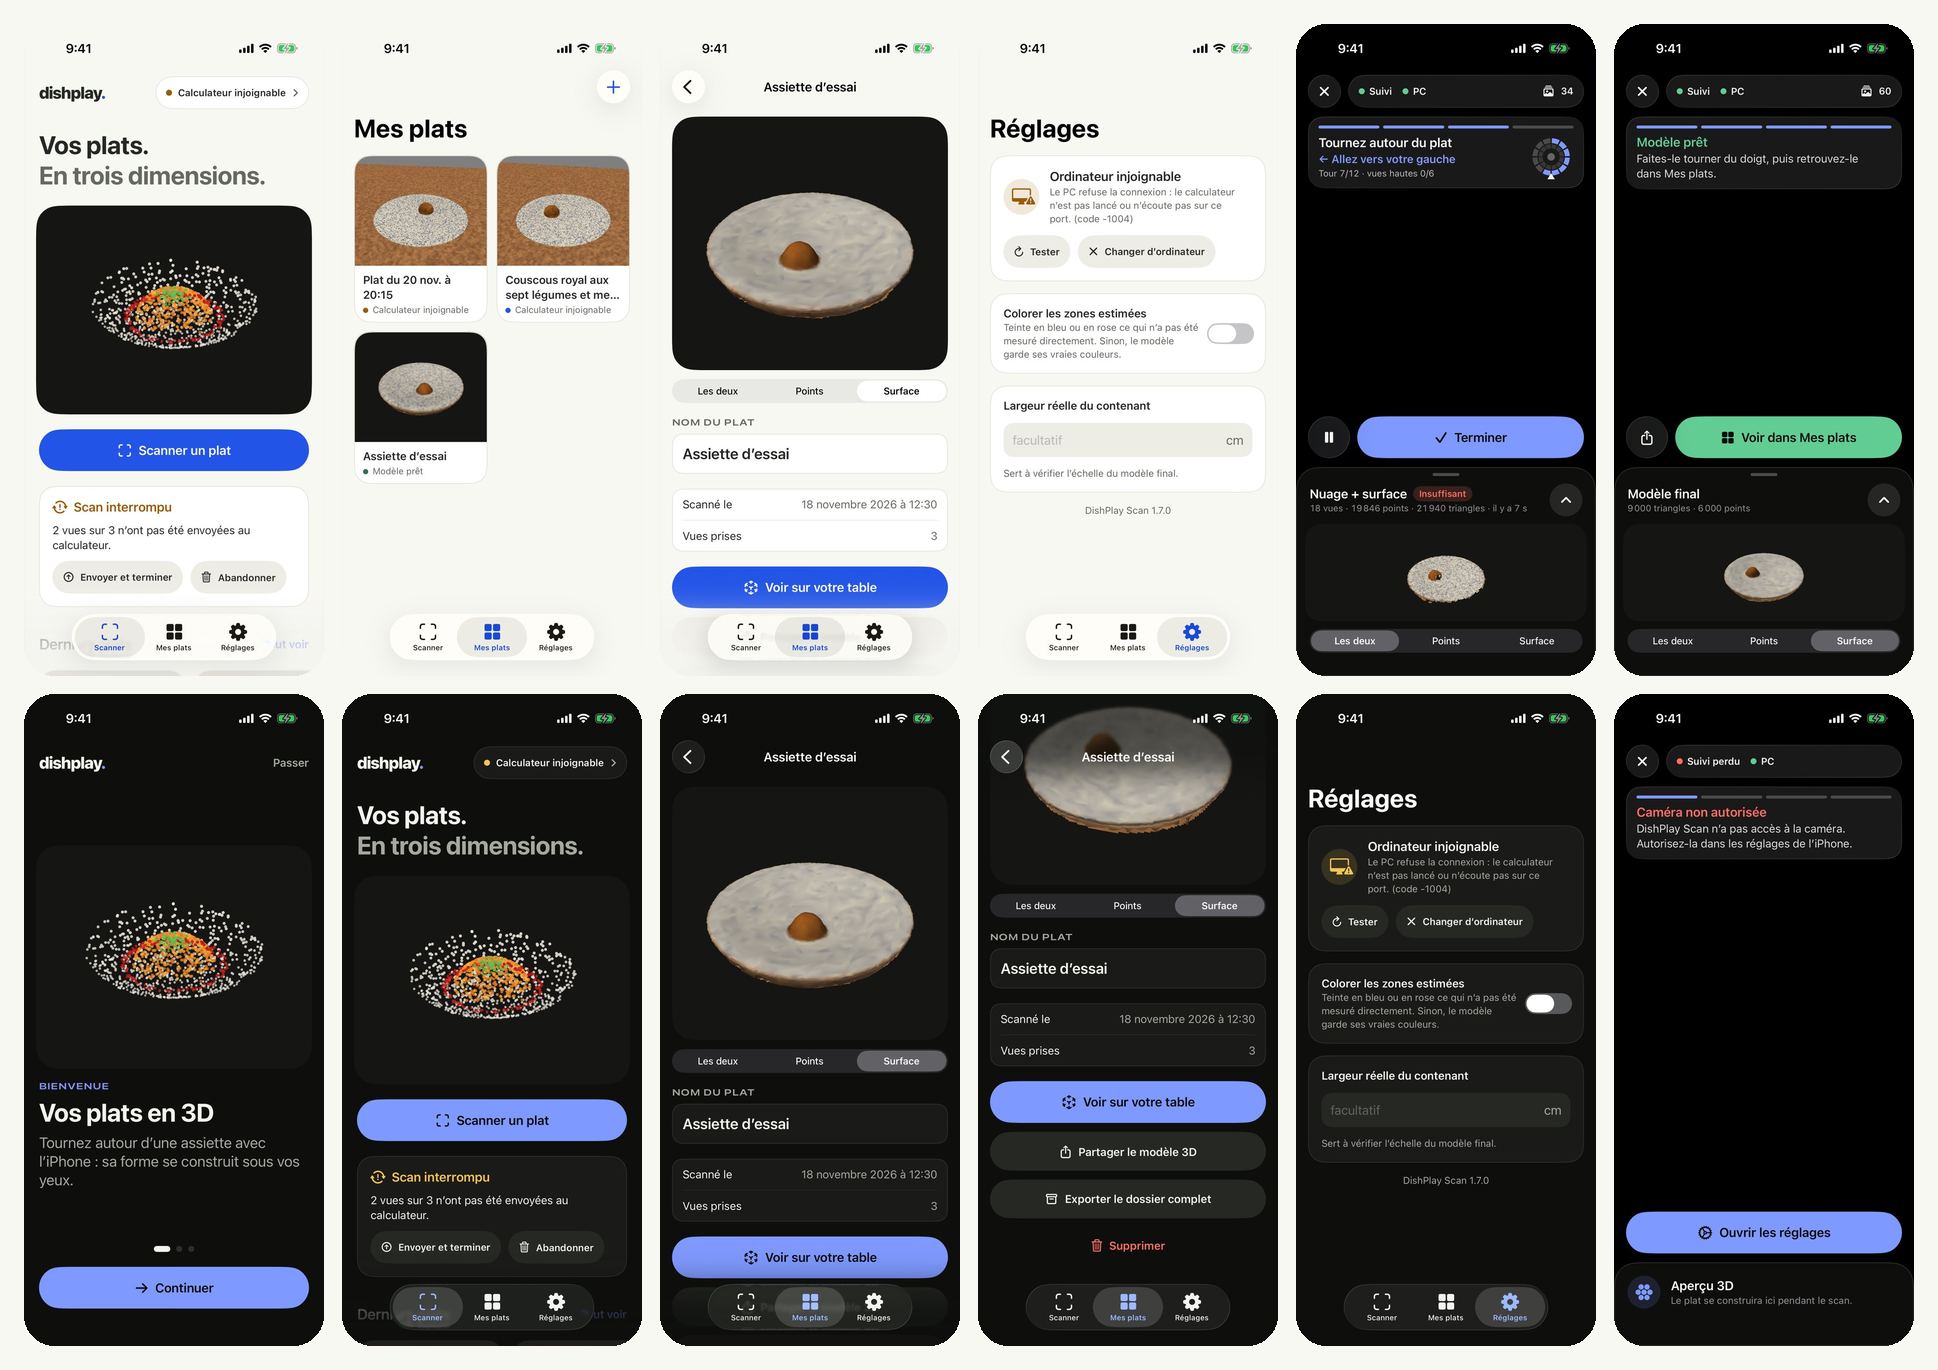 9:41
dishplay.
Calculateur injoignable
Vos plats.
En trois dimensions.
Scanner un plat
Scan interrompu
2 vues sur 3 n’ont pas été envoyées au
calculateur.
Envoyer et terminer
Abandonner
Scanner
Mes plats
Réglages
9:41
Mes plats
Plat du 20 nov. à
20:15
Calculateur injoignable
Couscous royal aux
sept légumes et me...
Calculateur injoignable
Assiette d’essai
Modèle prêt
Scanner
Mes plats
Réglages
9:41
Assiette d’essai
Les deux
Points
Surface
NOM DU PLAT
Assiette d’essai
Scanné le
18 novembre 2026 à 12:30
Vues prises
3
Voir sur votre table
Scanner
Mes plats
Réglages
9:41
Réglages
Ordinateur injoignable
Le PC refuse la connexion : le calculateur
n’est pas lancé ou n’écoute pas sur ce
port. (code -1004)
Tester
Changer d’ordinateur
Colorer les zones estimées
Teinte en bleu ou en rose ce qui n’a pas été
mesuré directement. Sinon, le modèle
garde ses vraies couleurs.
Largeur réelle du contenant
facultatif
cm
Sert à vérifier l’échelle du modèle final.
DishPlay Scan 1.7.0
Scanner
Mes plats
Réglages
9:41
Suivi
PC
34
Tournez autour du plat
← Allez vers votre gauche
Tour 7/12 · vues hautes 0/6
Terminer
Nuage + surface
Insuffisant
18 vues · 19 846 points · 21 940 triangles · il y a 7 s
Les deux
Points
Surface
9:41
Suivi
PC
60
Modèle prêt
Faites-le tourner du doigt, puis retrouvez-le
dans Mes plats.
Voir dans Mes plats
Modèle final
9 000 triangles · 6 000 points
Les deux
Points
Surface
9:41
dishplay.
Passer
BIENVENUE
Vos plats en 3D
Tournez autour d’une assiette avec
l’iPhone : sa forme se construit sous vos
yeux.
Continuer
9:41
dishplay.
Calculateur injoignable
Vos plats.
En trois dimensions.
Scanner un plat
Scan interrompu
2 vues sur 3 n’ont pas été envoyées au
calculateur.
Envoyer et terminer
Abandonner
Scanner
Mes plats
Réglages
9:41
Assiette d’essai
Les deux
Points
Surface
NOM DU PLAT
Assiette d’essai
Scanné le
18 novembre 2026 à 12:30
Vues prises
3
Voir sur votre table
Scanner
Mes plats
Réglages
9:41
Assiette d’essai
Les deux
Points
Surface
NOM DU PLAT
Assiette d’essai
Scanné le
18 novembre 2026 à 12:30
Vues prises
3
Voir sur votre table
Partager le modèle 3D
Exporter le dossier complet
Supprimer
Scanner
Mes plats
Réglages
9:41
Réglages
Ordinateur injoignable
Le PC refuse la connexion : le calculateur
n’est pas lancé ou n’écoute pas sur ce
port. (code -1004)
Tester
Changer d’ordinateur
Colorer les zones estimées
Teinte en bleu ou en rose ce qui n’a pas été
mesuré directement. Sinon, le modèle
garde ses vraies couleurs.
Largeur réelle du contenant
facultatif
cm
Sert à vérifier l’échelle du modèle final.
DishPlay Scan 1.7.0
Scanner
Mes plats
Réglages
9:41
Suivi perdu
PC
Caméra non autorisée
DishPlay Scan n’a pas accès à la caméra.
Autorisez-la dans les réglages de l’iPhone.
Ouvrir les réglages
Aperçu 3D
Le plat se construira ici pendant le scan.